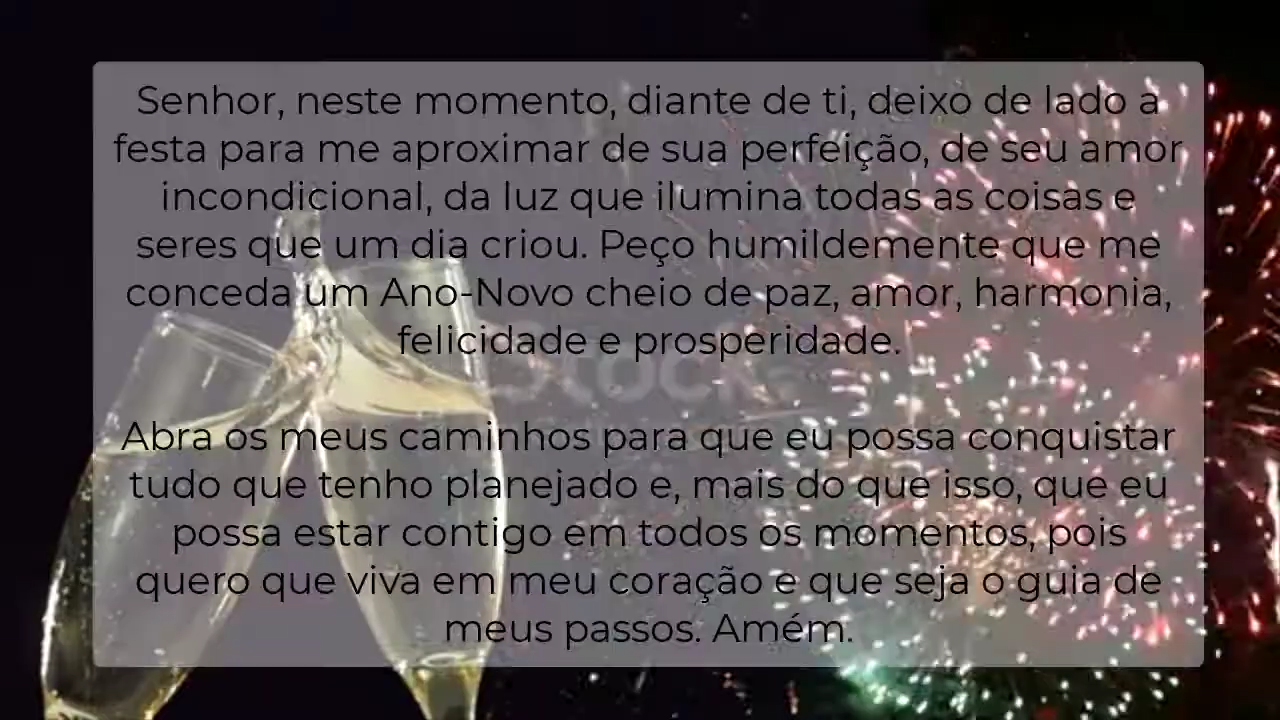 Senhor, neste momento, diante de ti, deixo de lado a
festa para me aproximar de sua perfeição, de seu amor
incondicional, da luz que ilumina todas as coisas e
seres que um dia criou. Peço humildemente que me
conceda um Ano-Novo cheio de paz, amor, harmonia,
felicidade e prosperidade.
Abra os meus caminhos para que eu possa conquistar
tudo que tenho planejado e, mais do que isso, que eu
possa estar contigo em todos os momentos, pois
quero que viva em meu coração e que seja o guia de
meus passos. Amém.